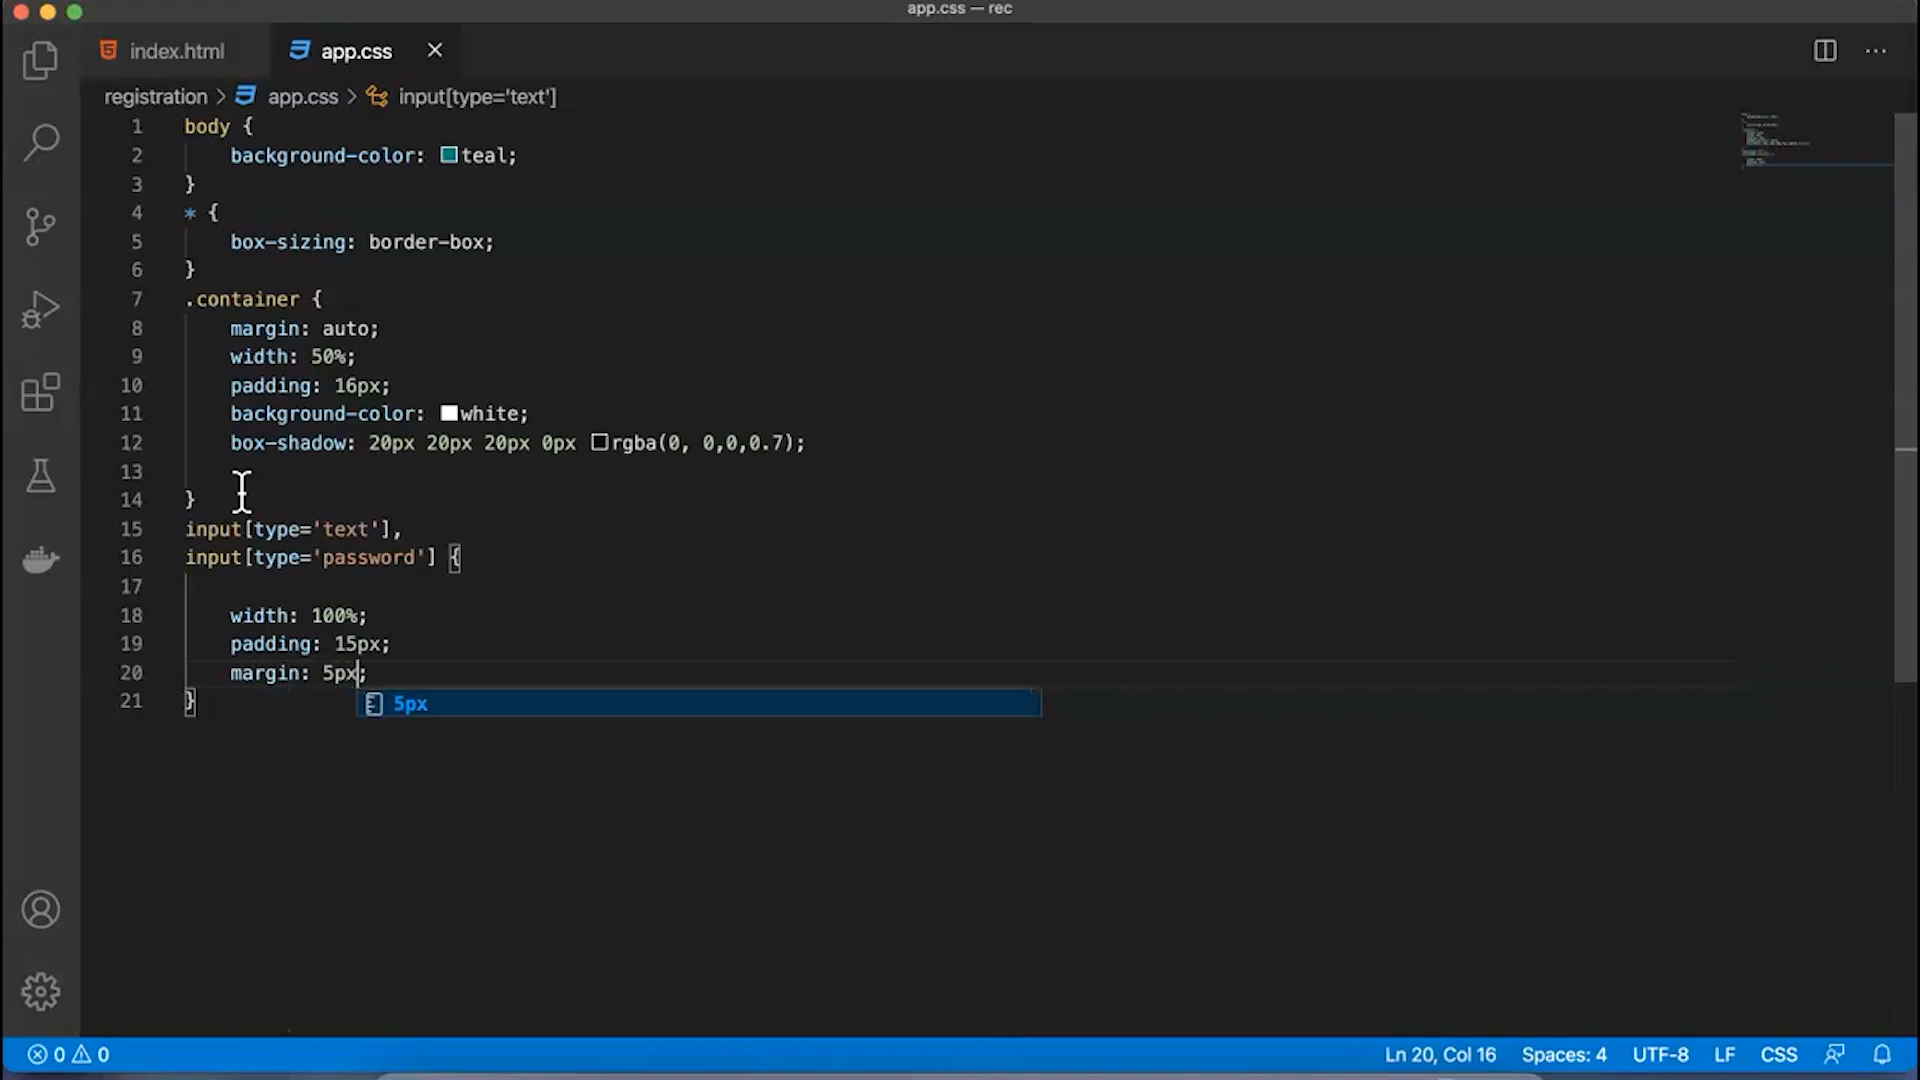 app.css — rec
index.html
app.css
registration > app.css > input[type='text']
1 body {
2 background-color: teal;
3 }
4 * {
5 box-sizing: border-box;
6 }
7 .container {
8 margin: auto;
9 width: 50%;
10 padding: 16px;
11 background-color: white;
12 box-shadow: 20px 20px 20px 0px rgba(0, 0,0,0.7);
13
14 }
15 input[type='text'],
16 input[type='password'] {
17
18 width: 100%;
19 padding: 15px;
20 margin: 5px;
21 }
5px
0 0
Ln 20, Col 16 Spaces: 4 UTF-8 LF CSS